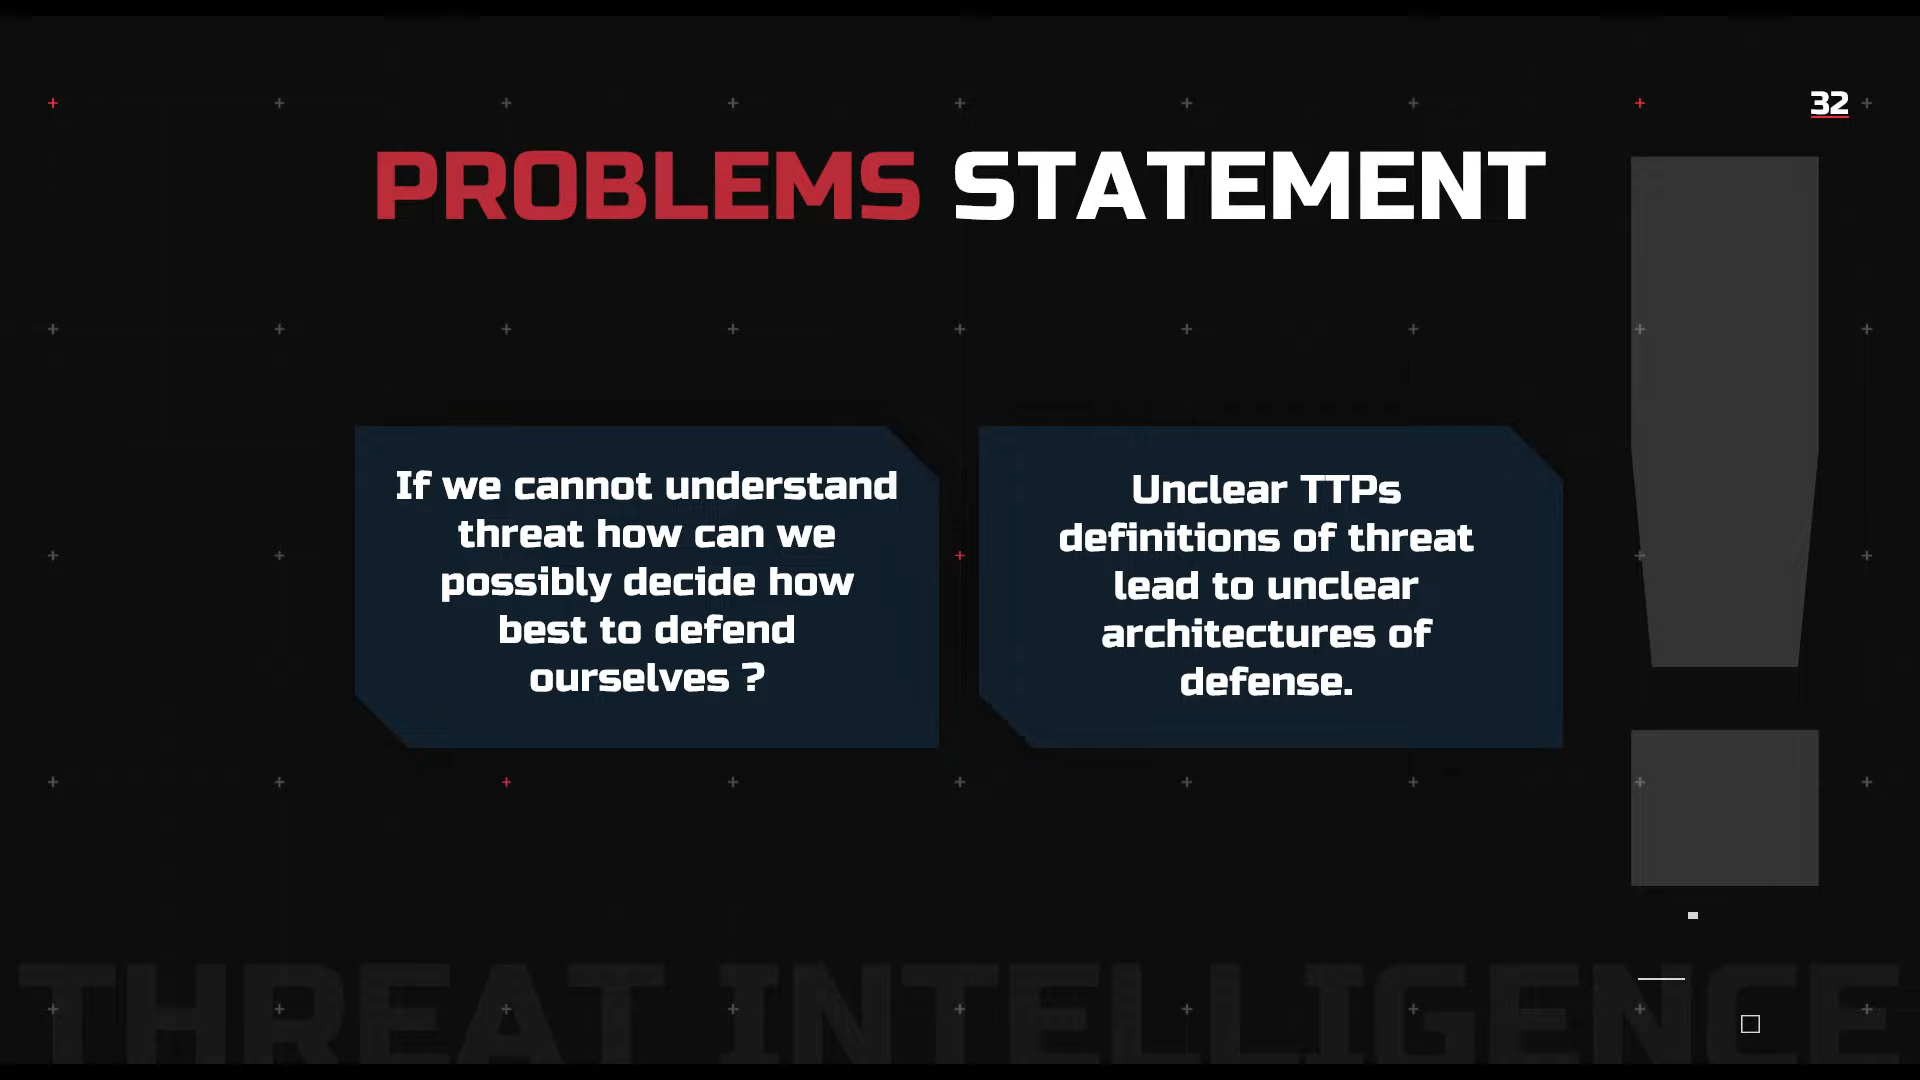 32
PROBLEMS STATEMENT
If we cannot understand
threat how can we
possibly decide how
best to defend
ourselves ?
Unclear TTPs
definitions of threat
lead to unclear
architectures of
defense.
THREAT INTELLIGENCE